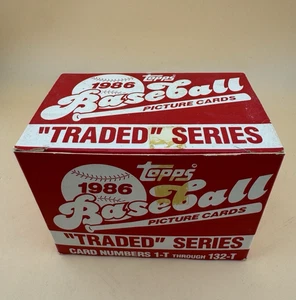 Topps
1986
Baseball
PICTURE CARDS
"TRADED" SERIES
Topps
1986
Baseball
PICTURE CARDS
"TRADED" SERIES
CARD NUMBERS 1-T THROUGH 132-T